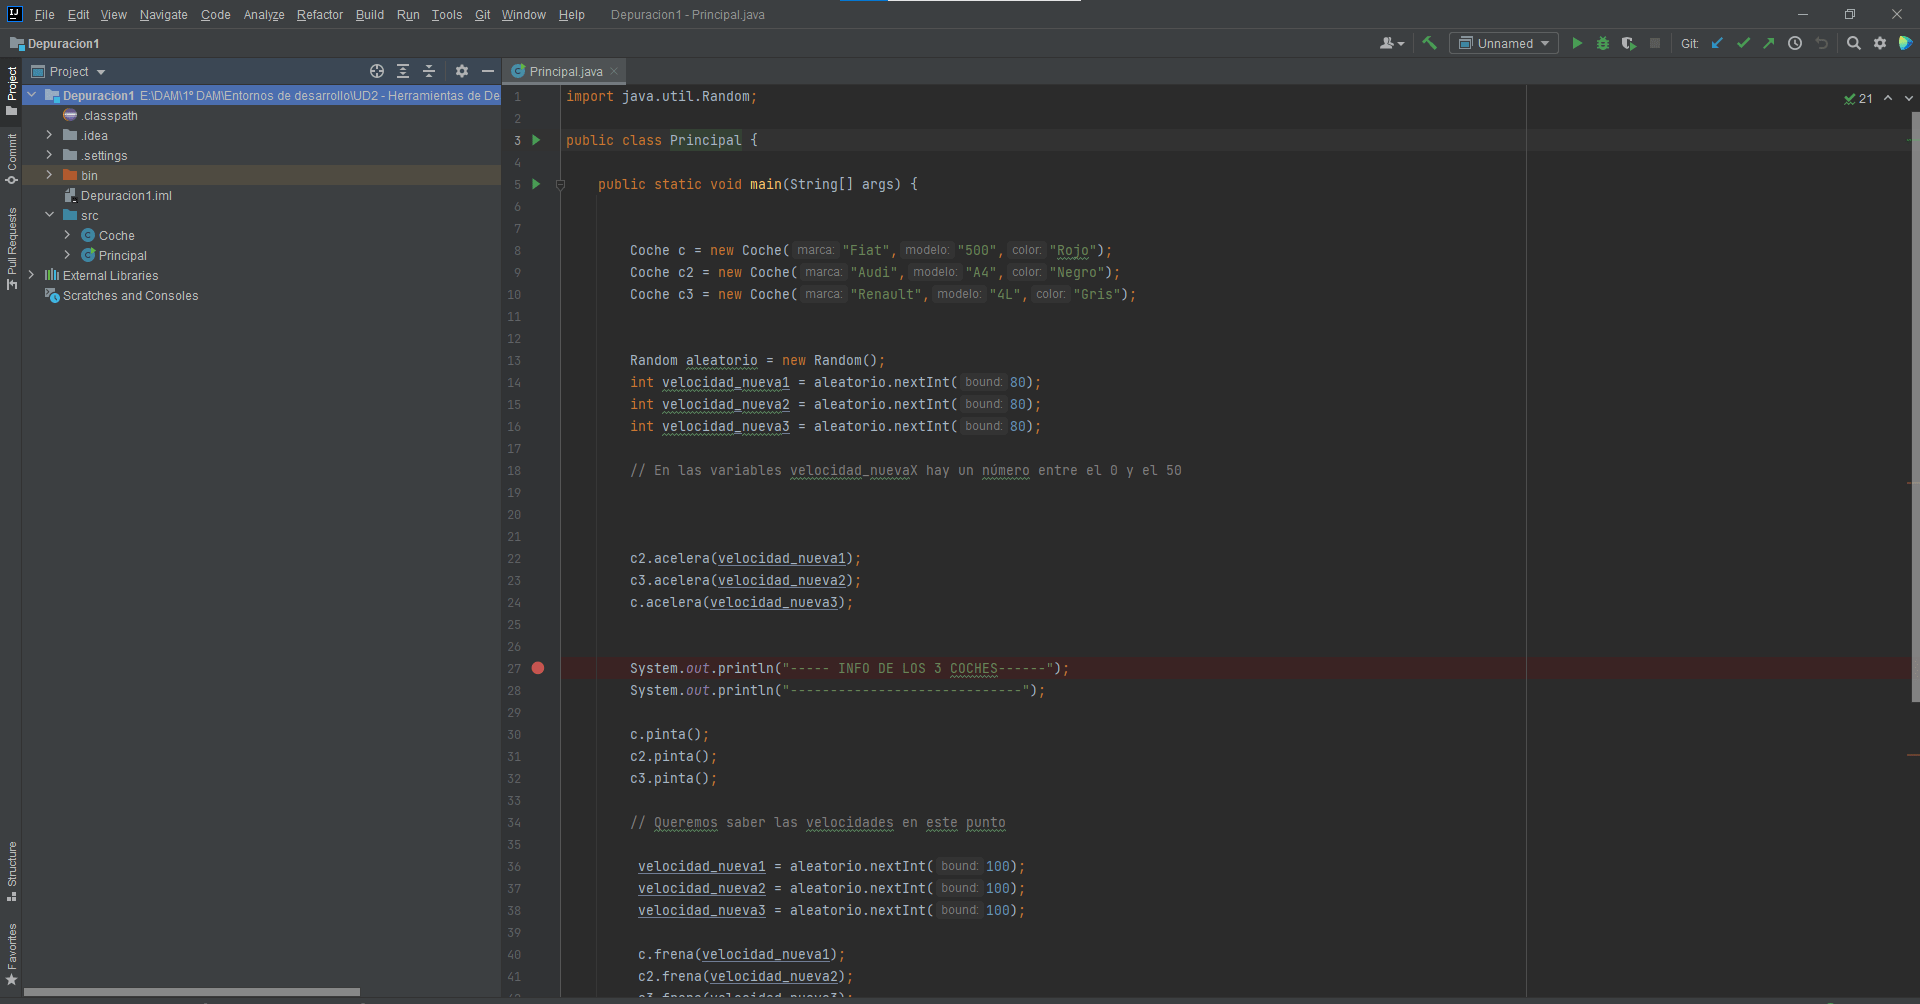 File Edit View Navigate Code Analyze Refactor Build Run Tools Git Window Help Depuracion1 - Principal.java
Depuracion1
Unnamed
Git:
Project
Commit
Pull Requests
Structure
Favorites
Project
Depuracion1 E:\DAM\1º DAM\Entornos de desarrollo\UD2 - Herramientas de De
.classpath
.idea
.settings
bin
Depuracion1.iml
src
Coche
Principal
External Libraries
Scratches and Consoles
Principal.java
21
1 import java.util.Random;
2
3 public class Principal {
4
5 public static void main(String[] args) {
6
7
8 Coche c = new Coche( marca: "Fiat", modelo: "500", color: "Rojo");
9 Coche c2 = new Coche( marca: "Audi", modelo: "A4", color: "Negro");
10 Coche c3 = new Coche( marca: "Renault", modelo: "4L", color: "Gris");
11
12
13 Random aleatorio = new Random();
14 int velocidad_nueva1 = aleatorio.nextInt( bound: 80);
15 int velocidad_nueva2 = aleatorio.nextInt( bound: 80);
16 int velocidad_nueva3 = aleatorio.nextInt( bound: 80);
17
18 // En las variables velocidad_nuevaX hay un número entre el 0 y el 50
19
20
21
22 c2.acelera(velocidad_nueva1);
23 c3.acelera(velocidad_nueva2);
24 c.acelera(velocidad_nueva3);
25
26
27 System.out.println("----- INFO DE LOS 3 COCHES------");
28 System.out.println("-----------------------------");
29
30 c.pinta();
31 c2.pinta();
32 c3.pinta();
33
34 // Queremos saber las velocidades en este punto
35
36 velocidad_nueva1 = aleatorio.nextInt( bound: 100);
37 velocidad_nueva2 = aleatorio.nextInt( bound: 100);
38 velocidad_nueva3 = aleatorio.nextInt( bound: 100);
39
40 c.frena(velocidad_nueva1);
41 c2.frena(velocidad_nueva2);
42 c3.frena(velocidad_nueva3);